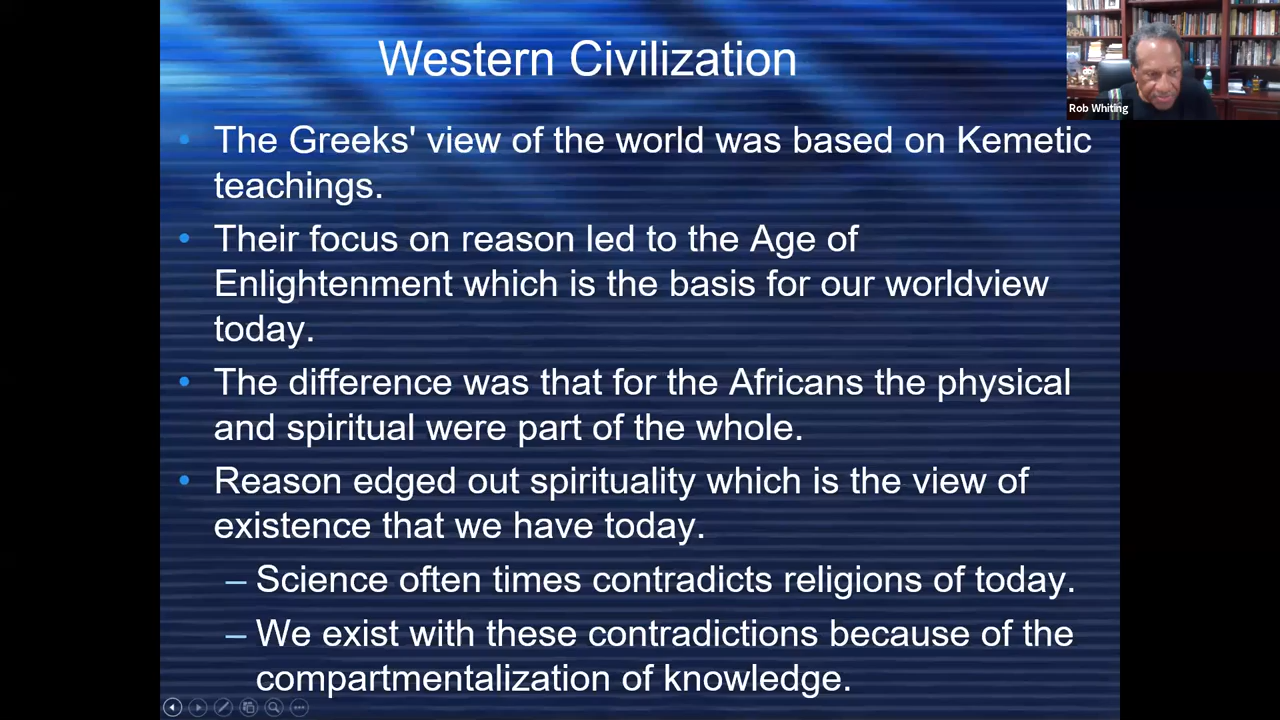 Western Civilization
Rob Whiting
• The Greeks' view of the world was based on Kemetic
teachings.
• Their focus on reason led to the Age of
Enlightenment which is the basis for our worldview
today.
• The difference was that for the Africans the physical
and spiritual were part of the whole.
• Reason edged out spirituality which is the view of
existence that we have today.
– Science often times contradicts religions of today.
– We exist with these contradictions because of the
compartmentalization of knowledge.